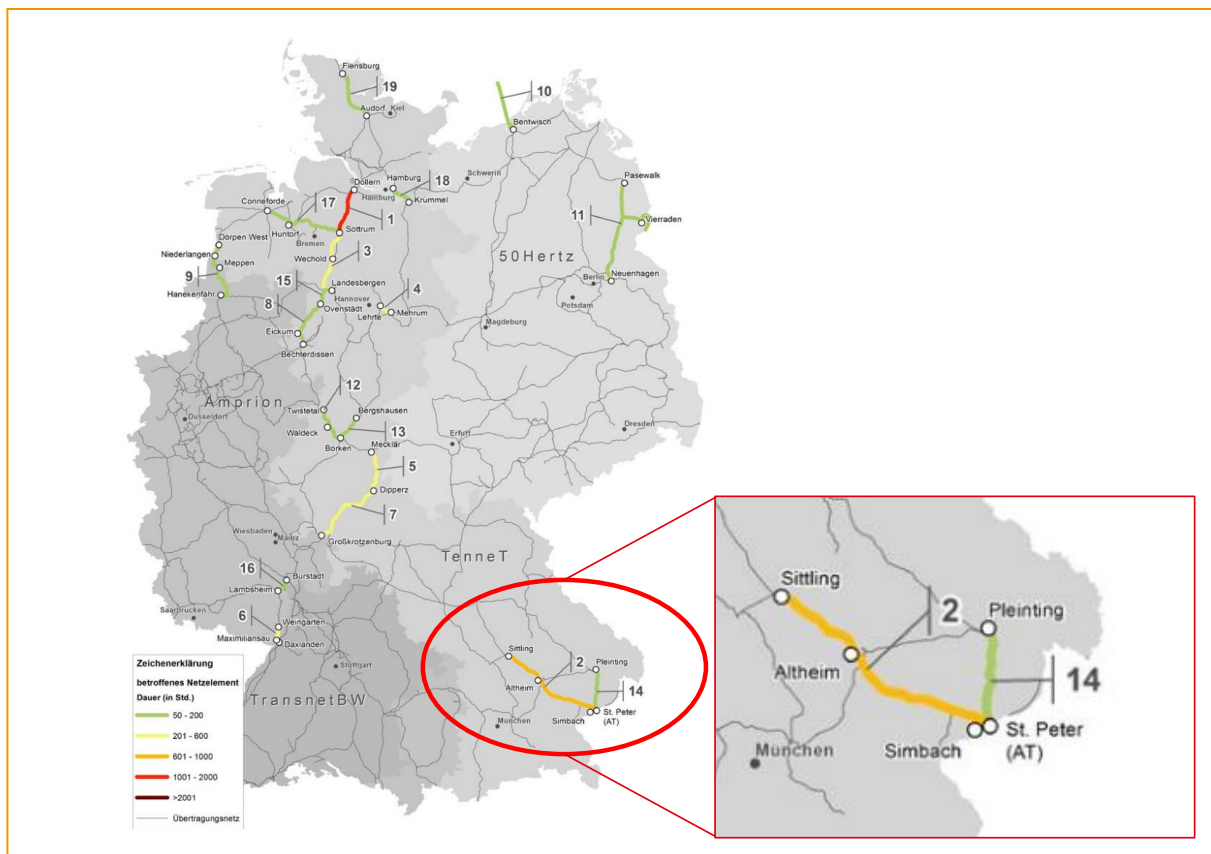 Flensburg
19
Audorf
Kiel
10
Bentwisch
Schwerin
Pasewalk
Döllern
Hamburg
Hamburg
18
Krümmel
Conneforde
17
1
Huntorf
Bremen
Sottrum
11
Vierraden
Dörpen West
Niederlangen
Meppen
9
Hanekenfähr
Wechold
3
50Hertz
Berlin
Neuenhagen
Potsdam
15
Landesbergen
Hannover
4
8
Ovenstädt
Lehrte
Mehrum
Magdeburg
Eickum
Bechterdissen
12
Amprion
Twistetal
Bergshausen
Düsseldorf
Waldeck
13
Borken
Mecklar
Erfurt
Dresden
5
Dipperz
7
Wiesbaden
Mainz
Großkrotzenburg
TenneT
16
Bürstadt
Lambsheim
Saarbrücken
6
Weingarten
Maximiliansau
Daxlanden
Stuttgart
TransnetBW
Sittling
2
Pleinting
Altheim
14
Simbach
St. Peter
(AT)
München
Zeichenerklärung
betroffenes Netzelement
Dauer (in Std.)
50 - 200
201 - 600
601 - 1000
1001 - 2000
>2001
Übertragungsnetz
Sittling
2
Pleinting
Altheim
14
Simbach
St. Peter
(AT)
München